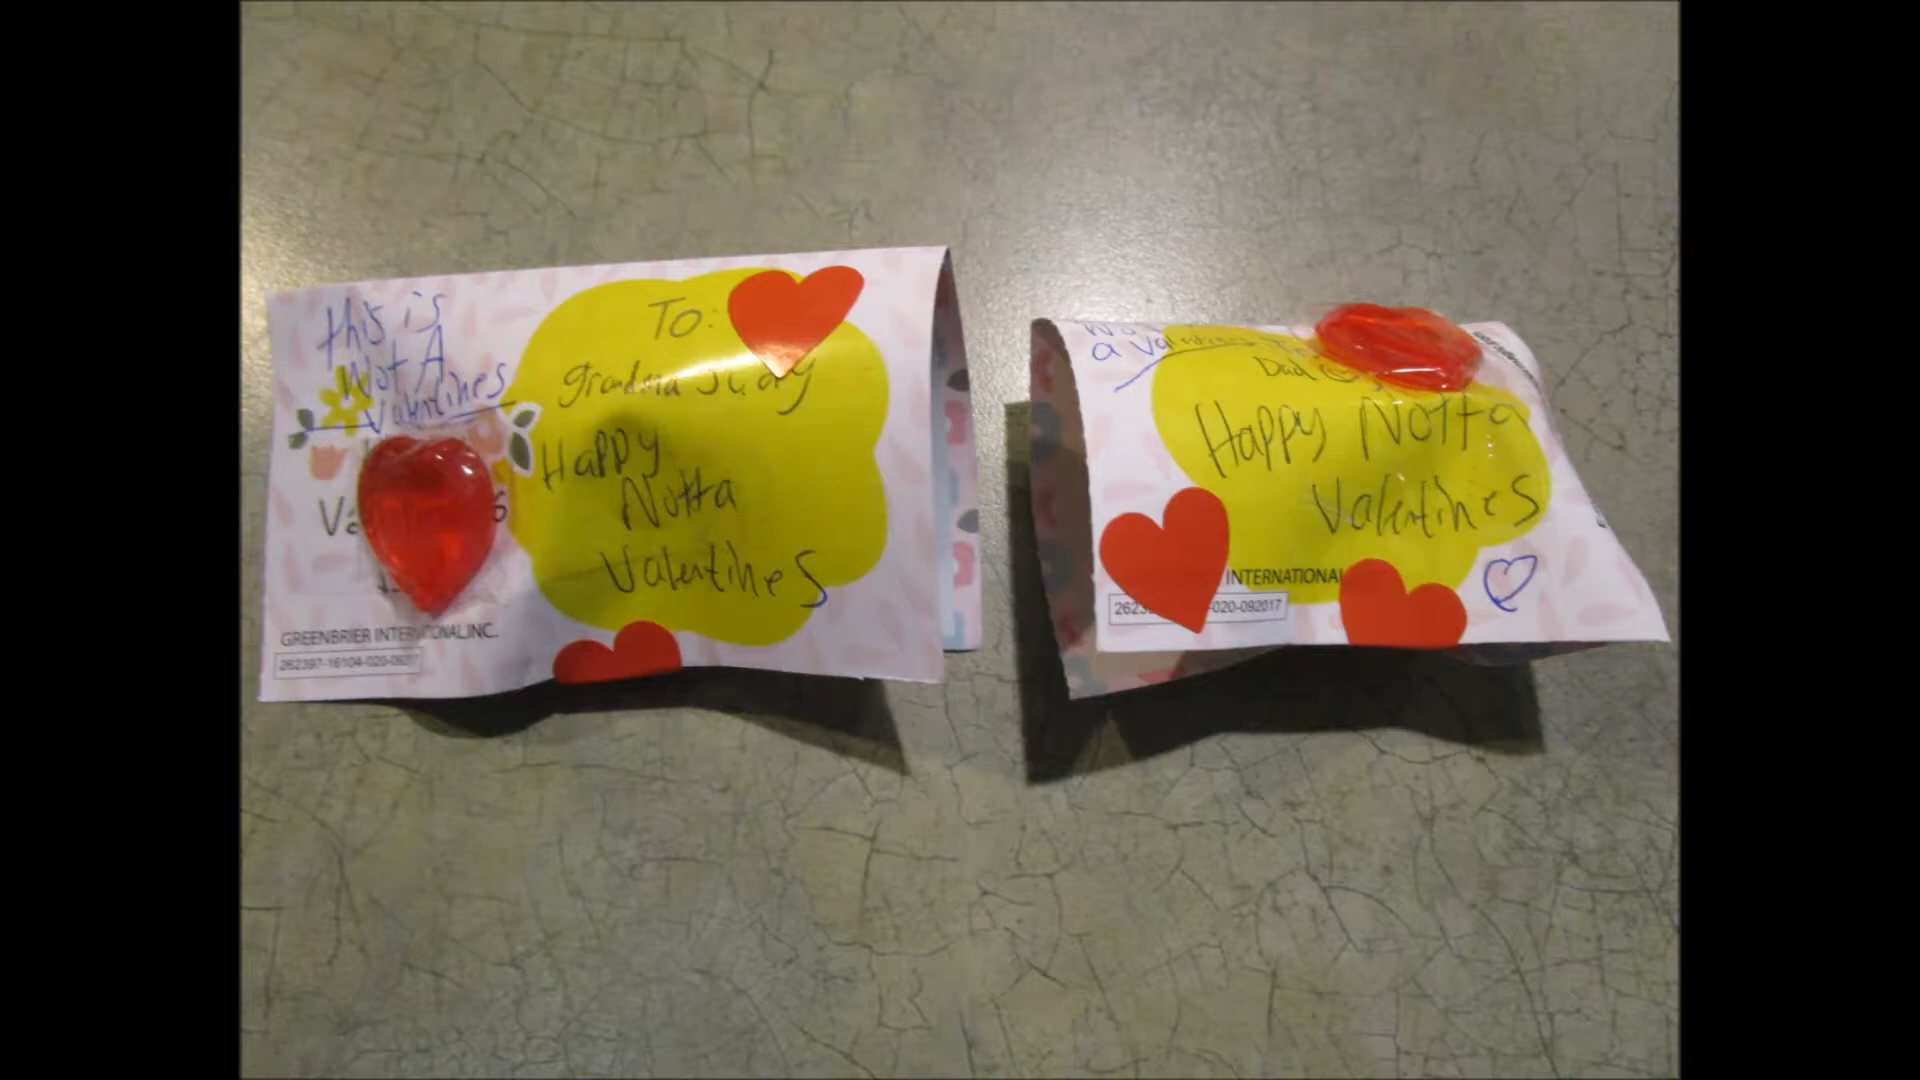 this is
Not A
Valentines
To:
grandma Judy
Happy
Notta
Valentines
GREENBRIER INTERNATIONAL,INC.
262397-16104-020-092017
a Valentines
Dad
Happy Notta
Valentines
INTERNATIONAL
-020-092017